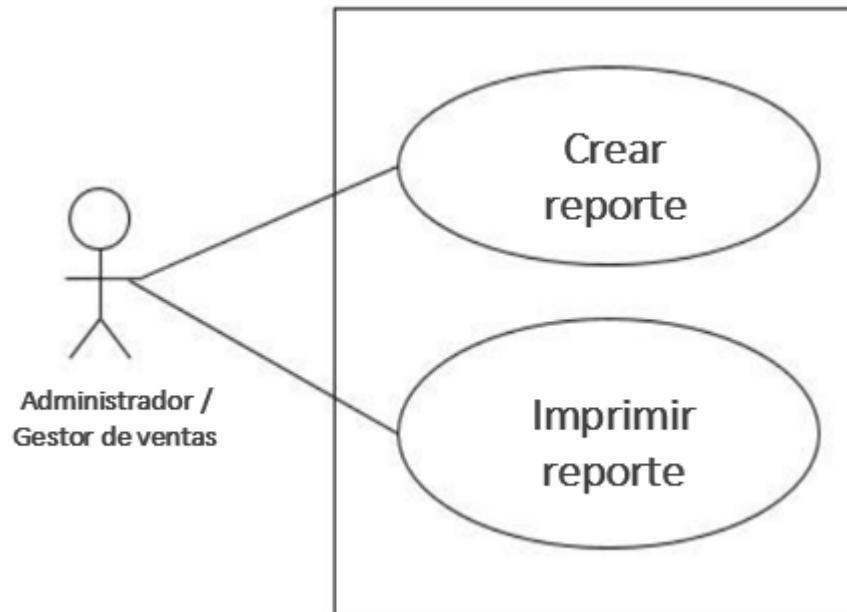 Crear
reporte
Administrador /
Gestor de ventas
Imprimir
reporte